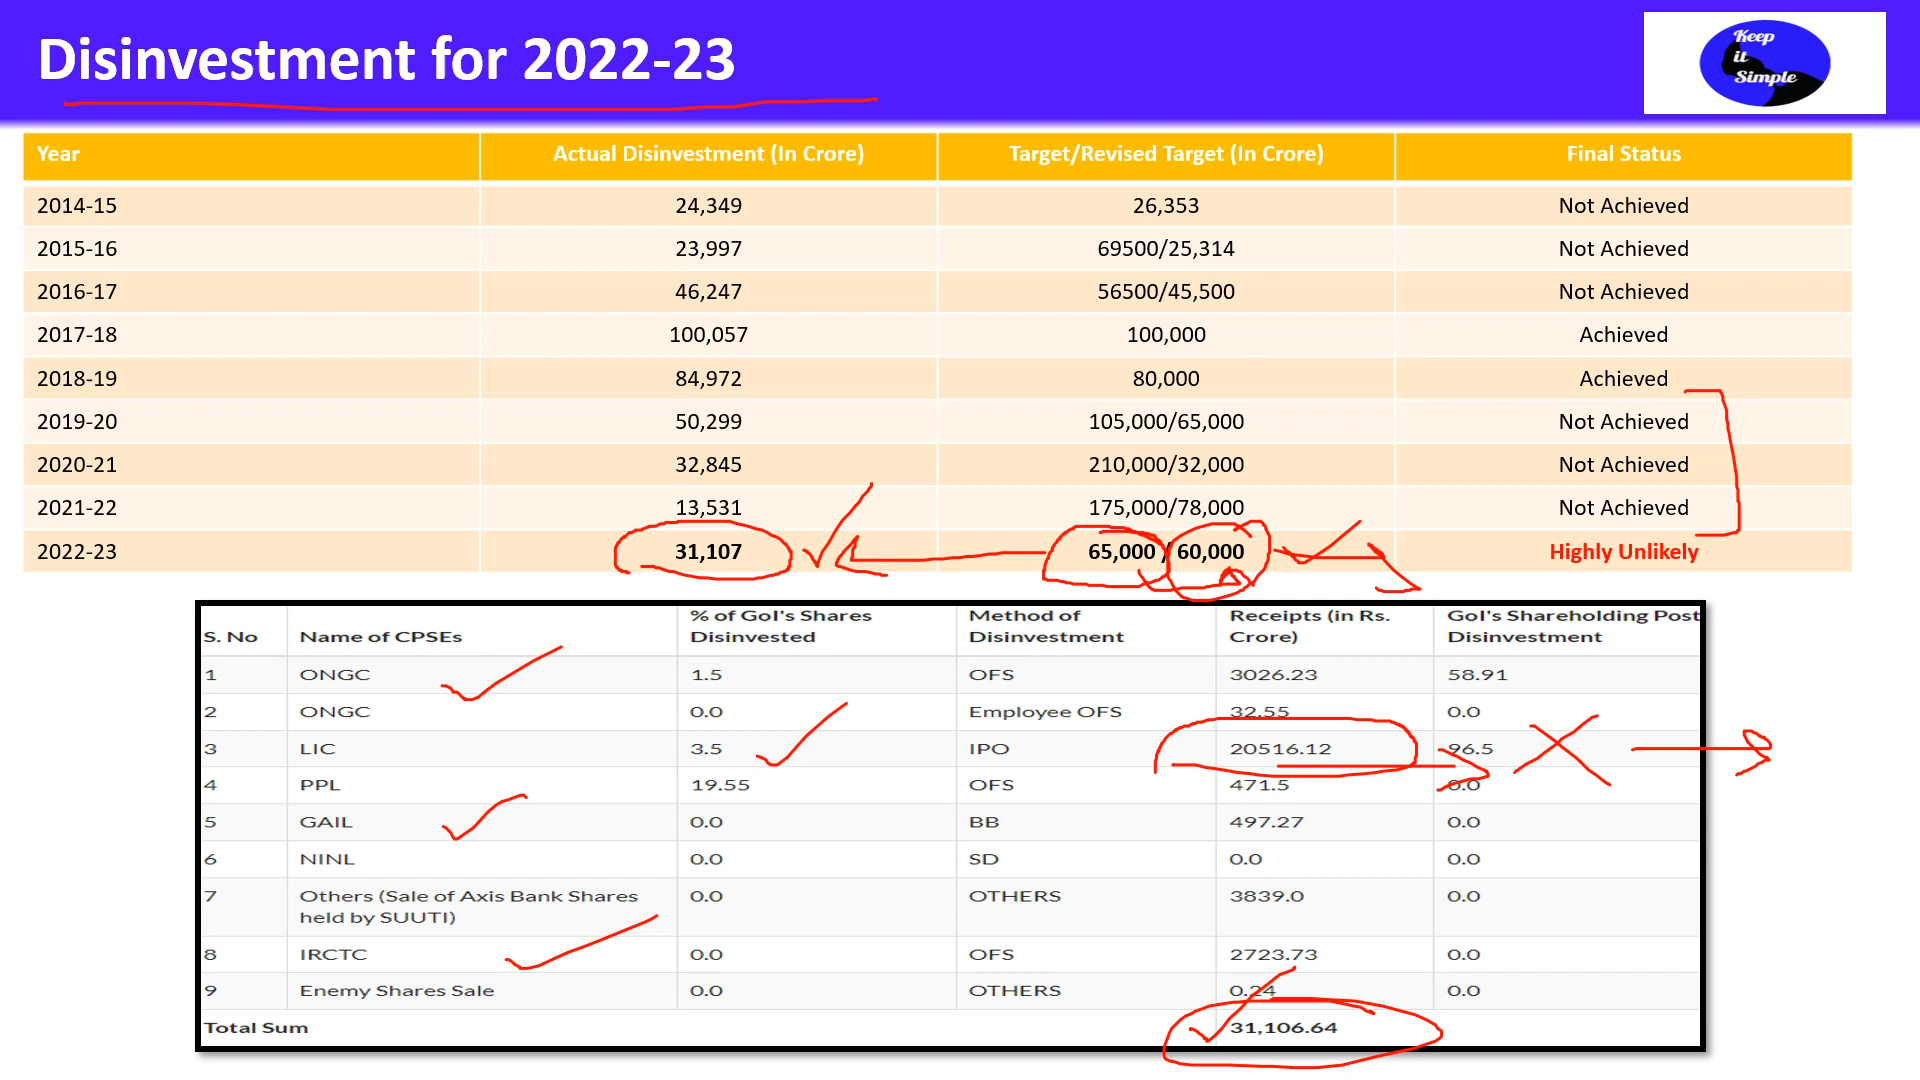 Disinvestment for 2022-23
Keep
it
Simple
Year Actual Disinvestment (In Crore) Target/Revised Target (In Crore) Final Status
2014-15 24,349 26,353 Not Achieved
2015-16 23,997 69500/25,314 Not Achieved
2016-17 46,247 56500/45,500 Not Achieved
2017-18 100,057 100,000 Achieved
2018-19 84,972 80,000 Achieved
2019-20 50,299 105,000/65,000 Not Achieved
2020-21 32,845 210,000/32,000 Not Achieved
2021-22 13,531 175,000/78,000 Not Achieved
2022-23 31,107 65,000 / 60,000 Highly Unlikely
S. No Name of CPSEs % of GoI's Shares Disinvested Method of Disinvestment Receipts (in Rs. Crore) GoI's Shareholding Post Disinvestment
1 ONGC 1.5 OFS 3026.23 58.91
2 ONGC 0.0 Employee OFS 32.55 0.0
3 LIC 3.5 IPO 20516.12 96.5
4 PPL 19.55 OFS 471.5 0.0
5 GAIL 0.0 BB 497.27 0.0
6 NINL 0.0 SD 0.0 0.0
7 Others (Sale of Axis Bank Shares held by SUUTI) 0.0 OTHERS 3839.0 0.0
8 IRCTC 0.0 OFS 2723.73 0.0
9 Enemy Shares Sale 0.0 OTHERS 0.24 0.0
Total Sum 31,106.64